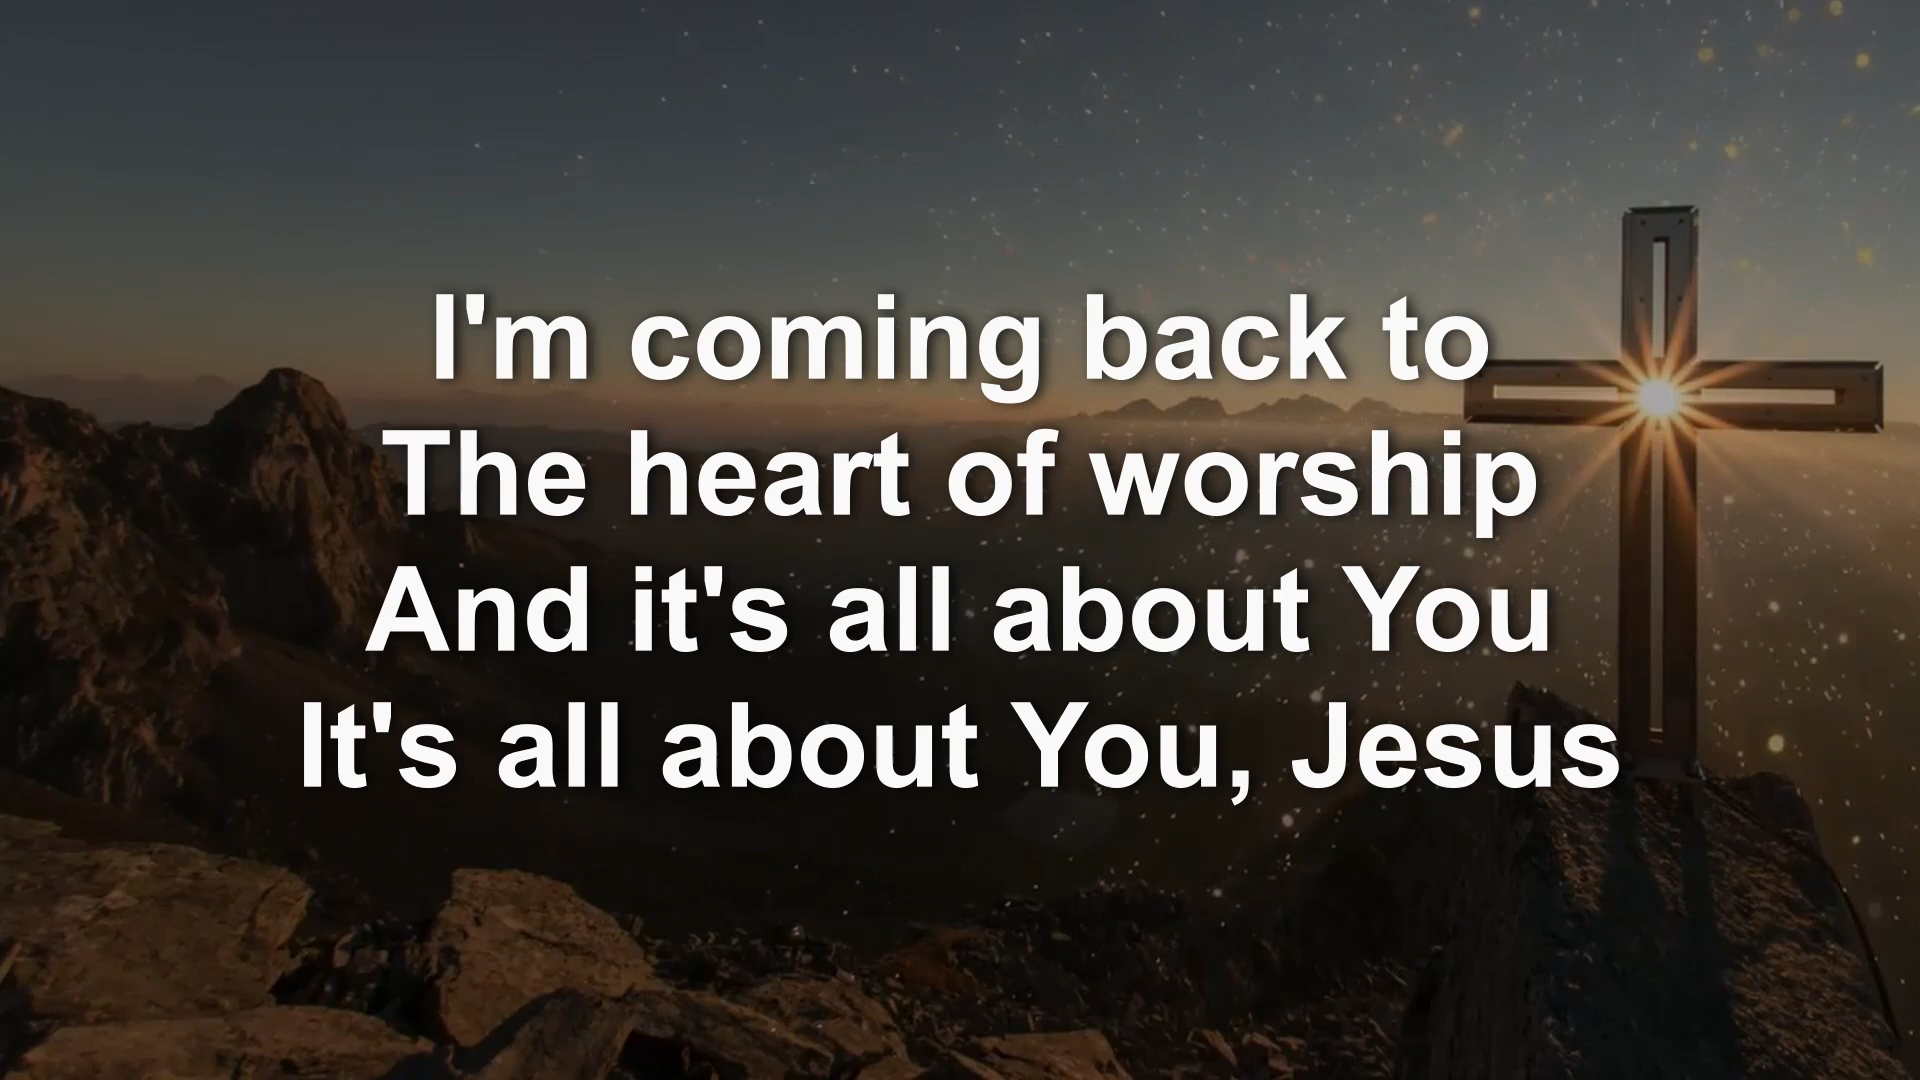 I'm coming back to
The heart of worship
And it's all about You
It's all about You, Jesus